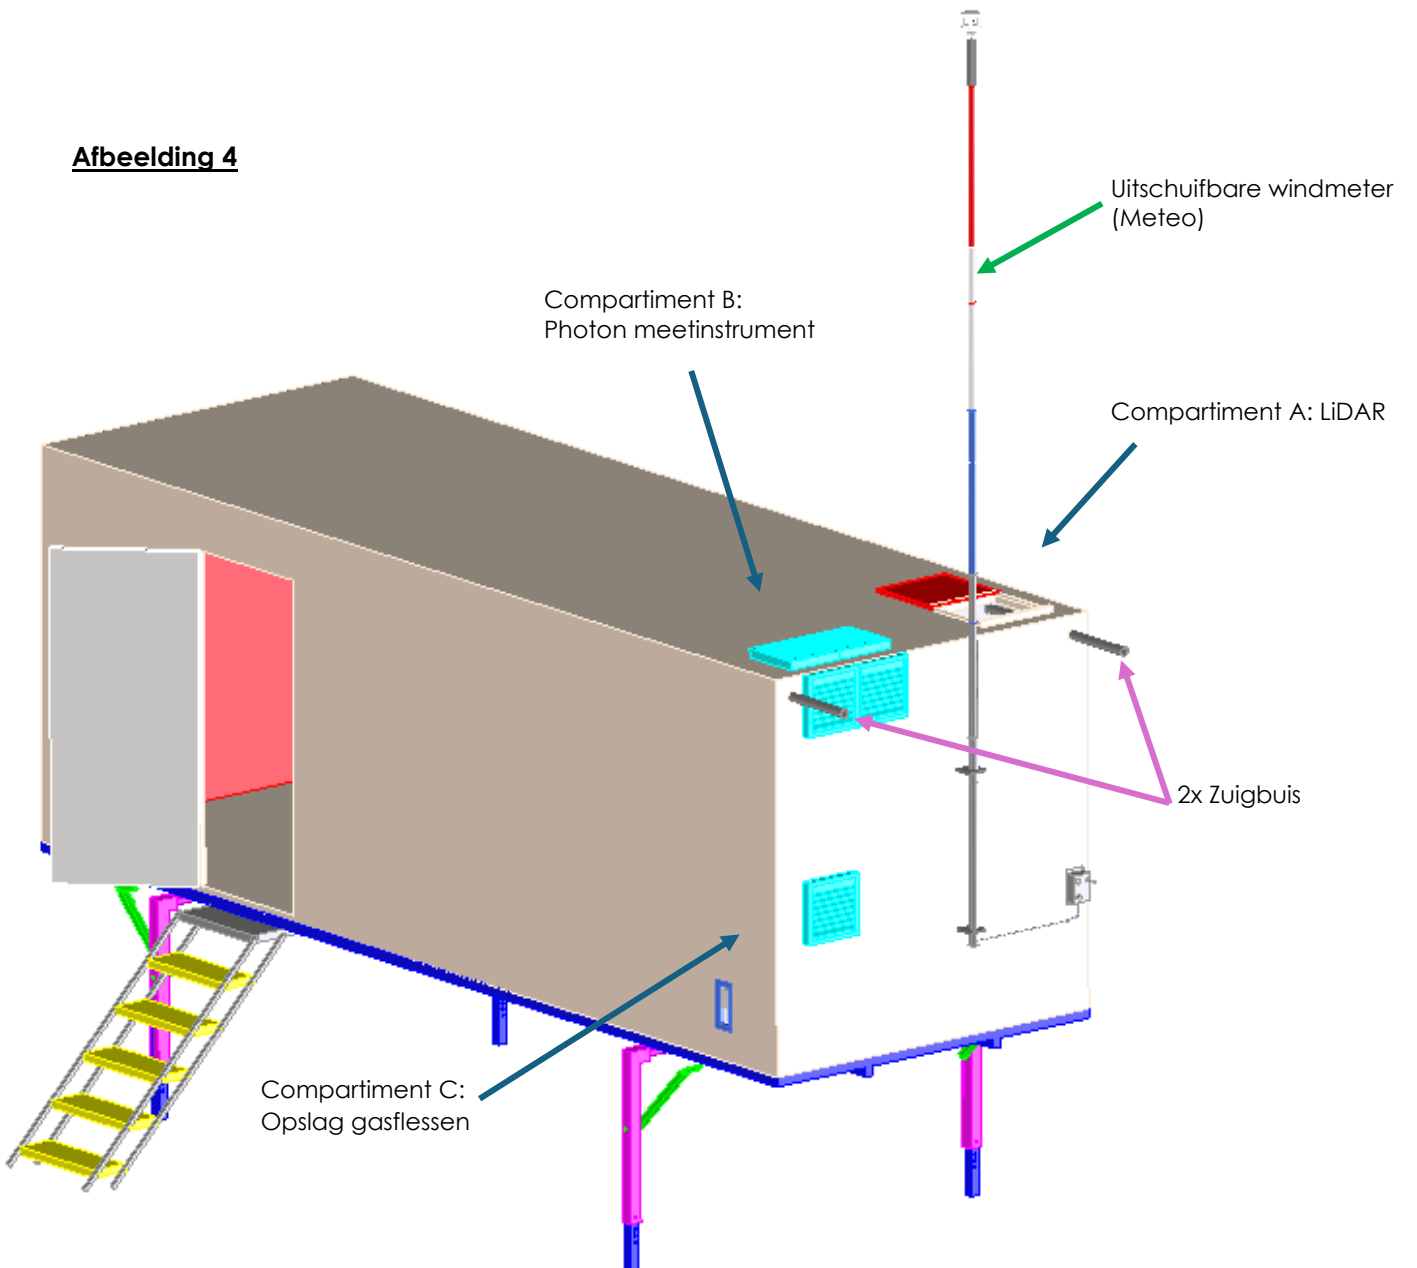 Afbeelding 4
Uitschuifbare windmeter
(Meteo)
Compartiment B:
Photon meetinstrument
Compartiment A: LiDAR
2x Zuigbuis
Compartiment C:
Opslag gasflessen